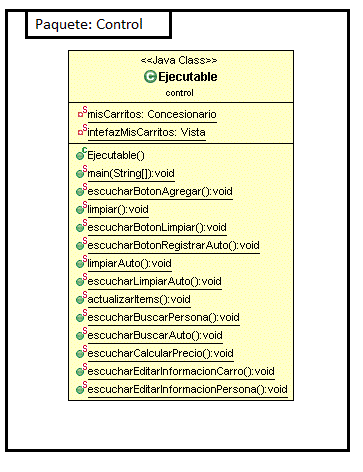 Paquete: Control
<<Java Class>>
Ejecutable
control
misCarritos: Concesionario
intefazMisCarritos: Vista
Ejecutable()
main(String[]):void
escucharBotonAgregar():void
limpiar():void
escucharBotonLimpiar():void
escucharBotonRegistrarAuto():void
limpiarAuto():void
escucharLimpiarAuto():void
actualizarItems():void
escucharBuscarPersona():void
escucharBuscarAuto():void
escucharCalcularPrecio():void
escucharEditarInformacionCarro():void
escucharEditarInformacionPersona():void